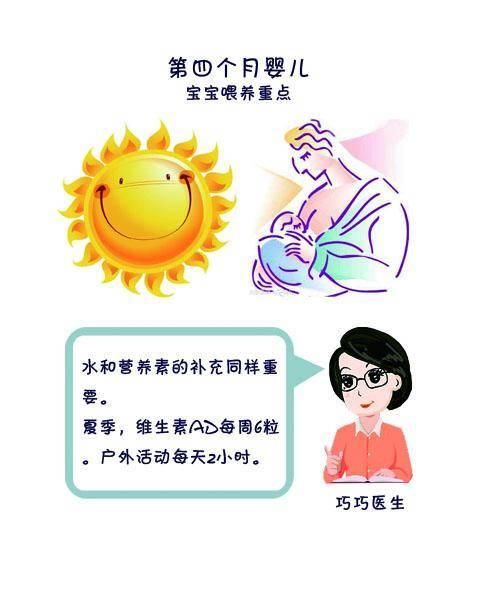 第四个月婴儿
宝宝喂养重点
水和营养素的补充同样重
要。
夏季，维生素AD每周6粒
。户外活动每天2小时。
巧巧医生